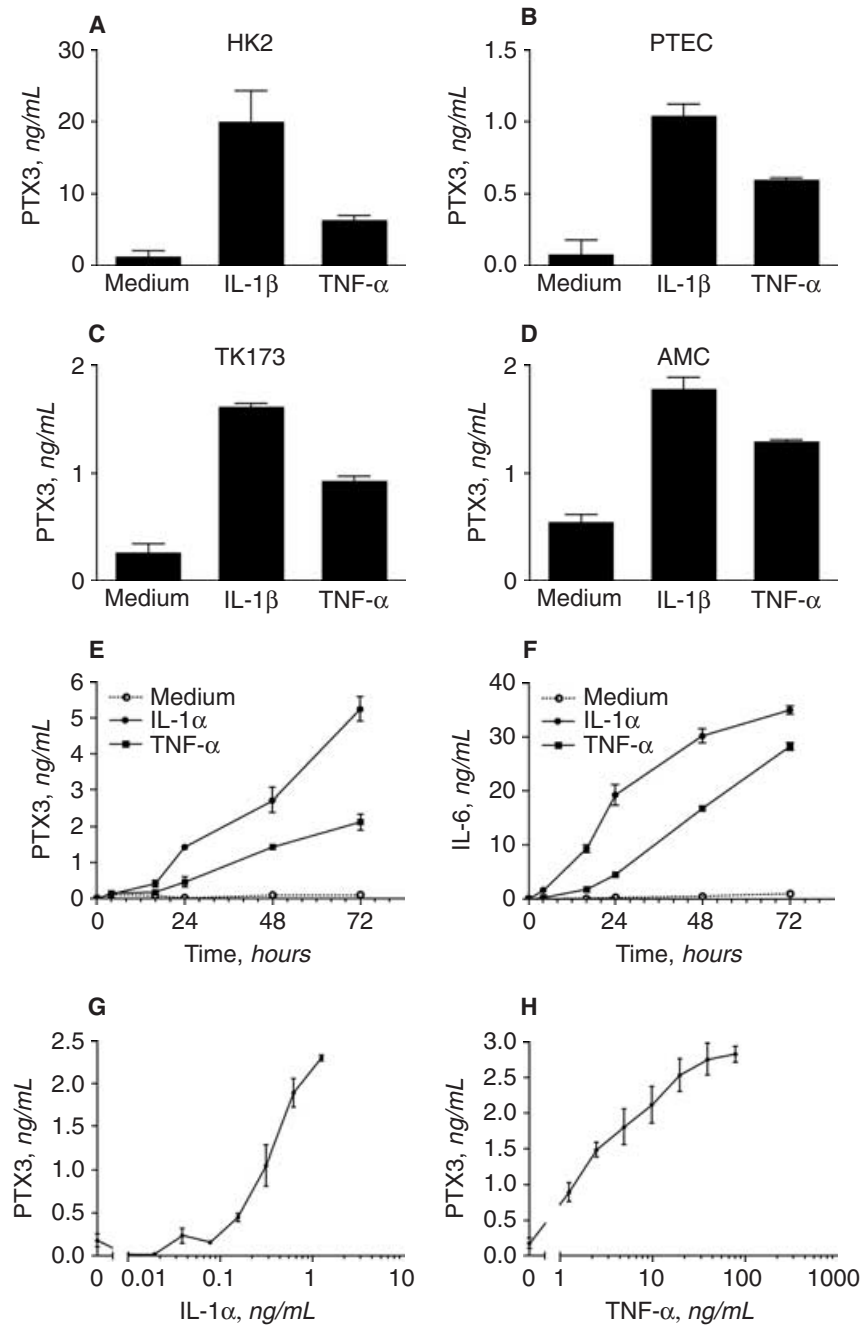 A
HK2
PTX3, ng/mL
30
20
10
0
Medium IL-1β TNF-α
B
PTEC
PTX3, ng/mL
1.5
1.0
0.5
0.0
Medium IL-1β TNF-α
C
TK173
PTX3, ng/mL
2
1
0
Medium IL-1β TNF-α
D
AMC
PTX3, ng/mL
2
1
0
Medium IL-1β TNF-α
E
PTX3, ng/mL
6
5
4
3
2
1
0
Medium
IL-1α
TNF-α
0 24 48 72
Time, hours
F
IL-6, ng/mL
40
30
20
10
0
Medium
IL-1α
TNF-α
0 24 48 72
Time, hours
G
PTX3, ng/mL
2.5
2.0
1.5
1.0
0.5
0.0
0 0.01 0.1 1 10
IL-1α, ng/mL
H
PTX3, ng/mL
3.0
2.5
2.0
1.5
1.0
0.5
0.0
0 1 10 100 1000
TNF-α, ng/mL